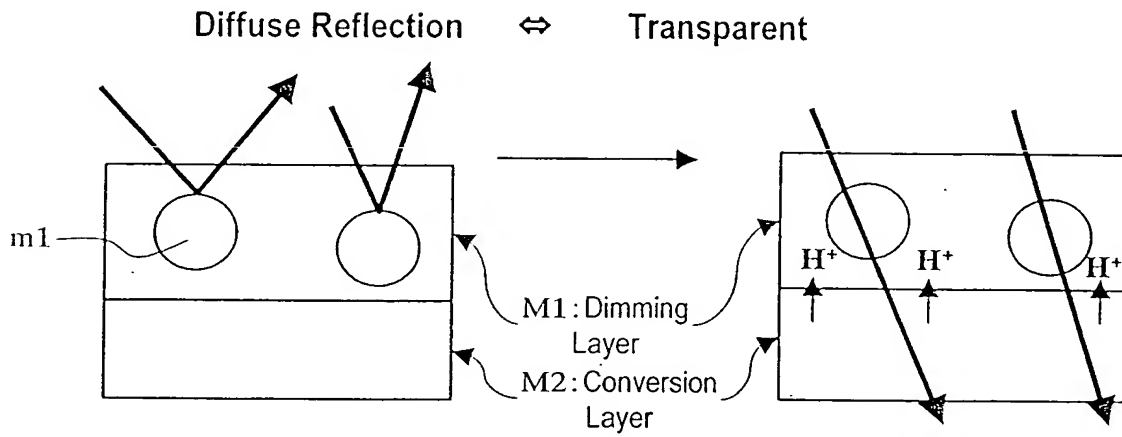 Diffuse Reflection ⇔ Transparent
m1
H⁺ H⁺ H⁺
M1: Dimming
Layer
M2: Conversion
Layer